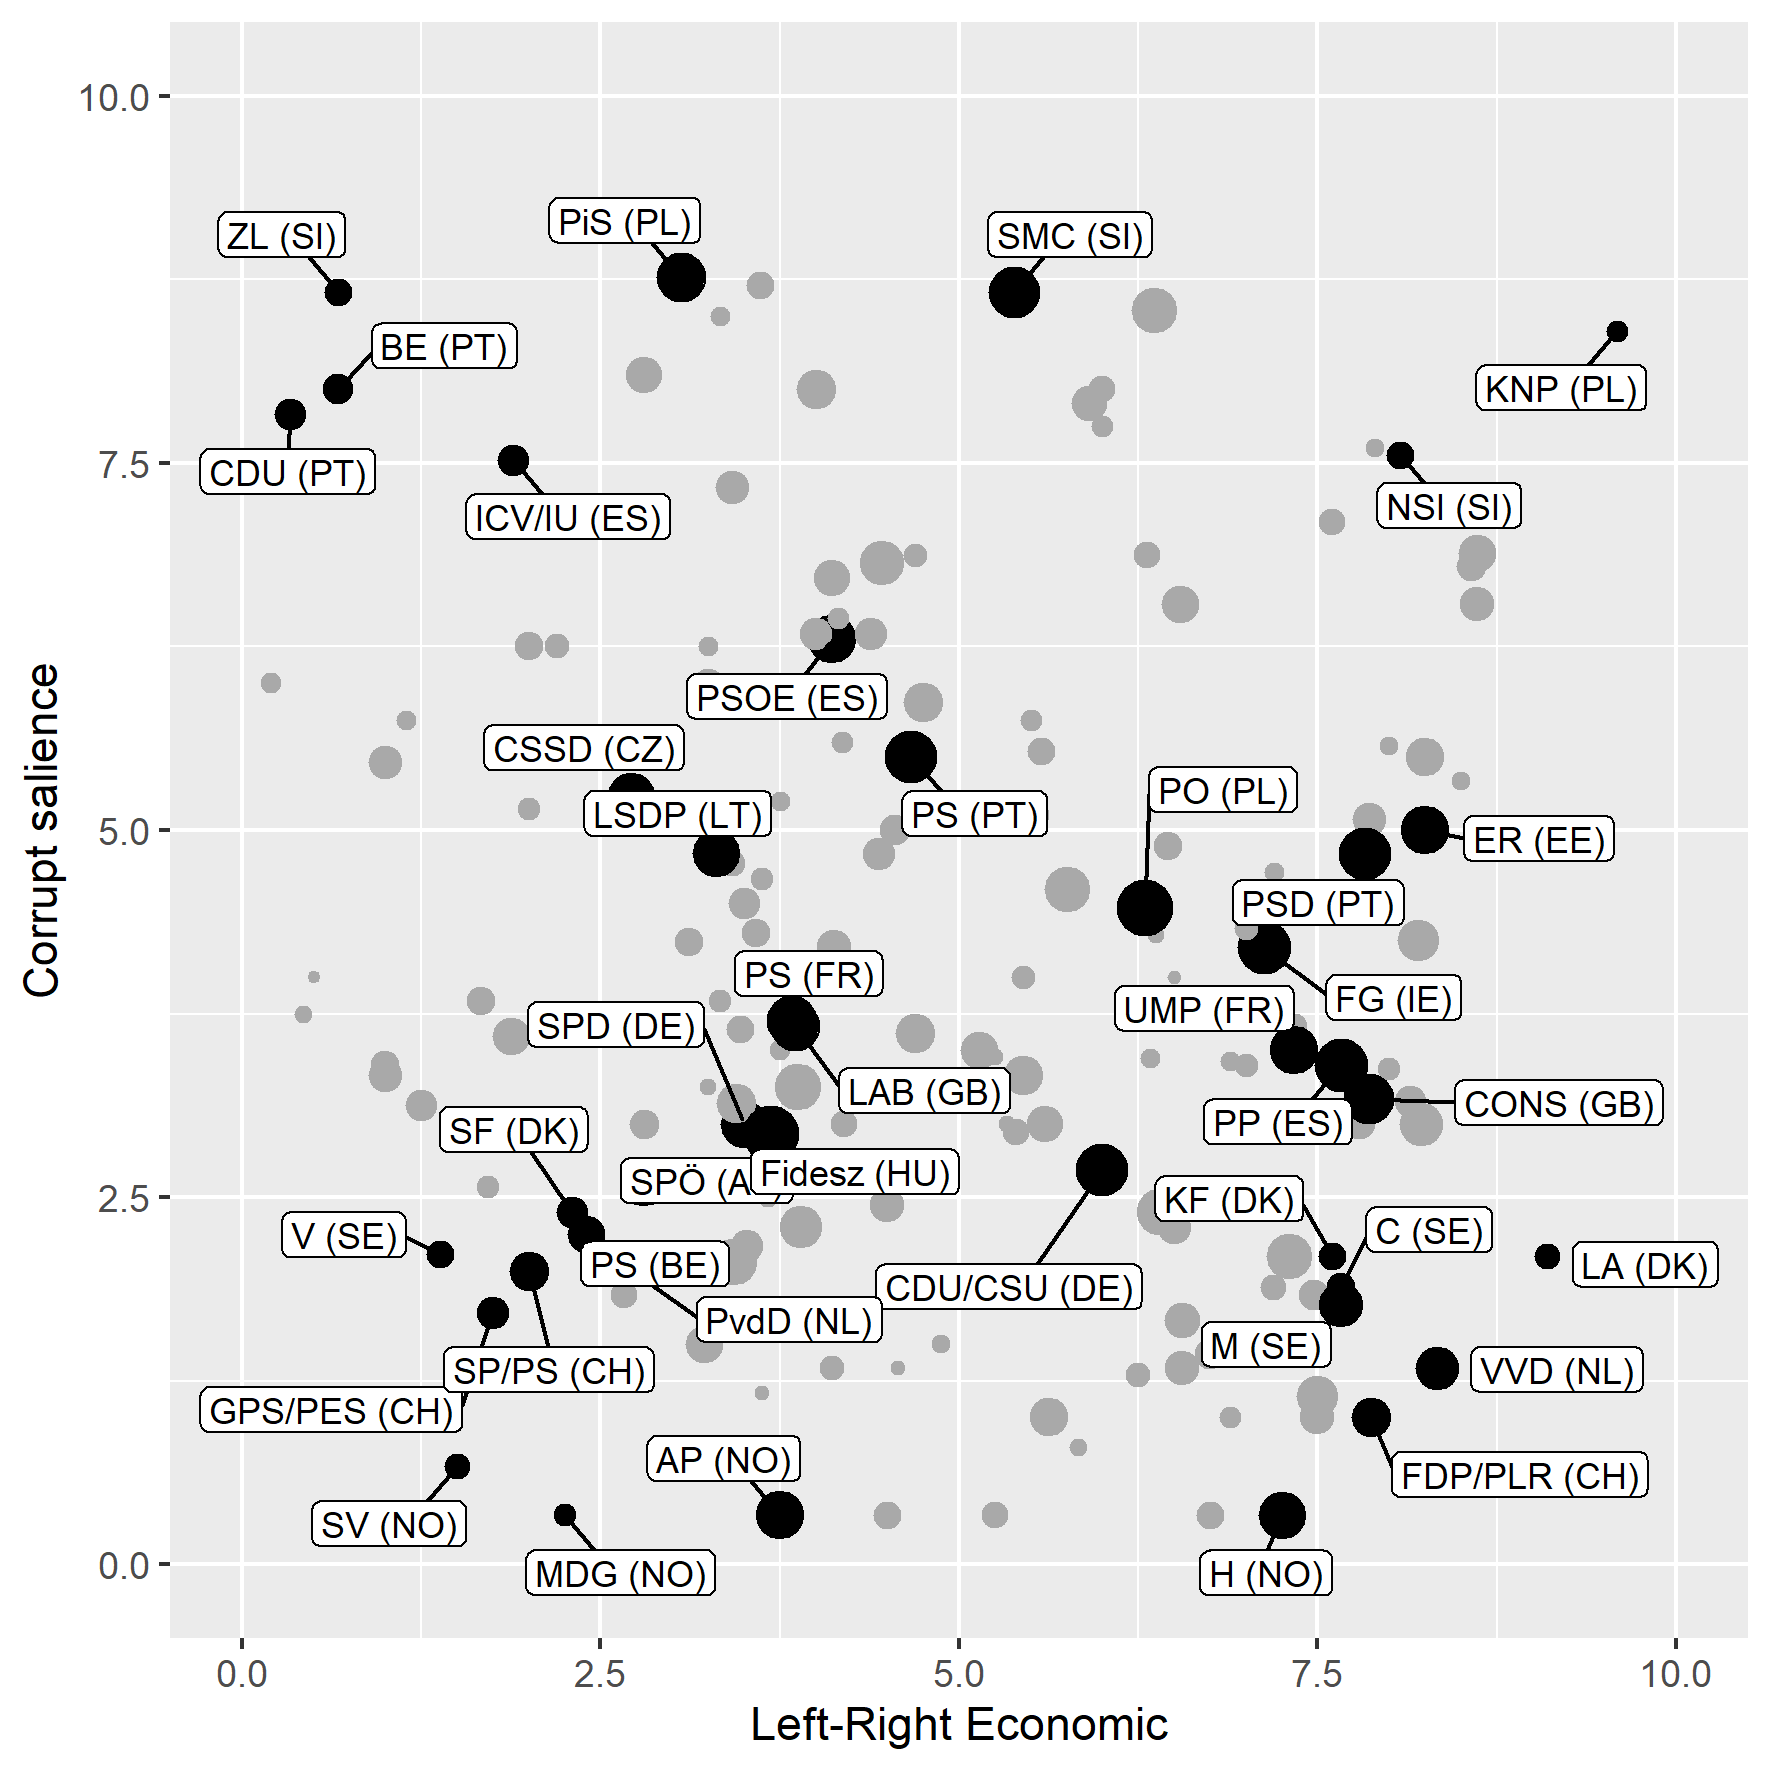 10.0
ZL (SI)
PiS (PL)
SMC (SI)
BE (PT)
KNP (PL)
7.5
CDU (PT)
ICV/IU (ES)
NSI (SI)
PSOE (ES)
CSSD (CZ)
PO (PL)
LSDP (LT)
PS (PT)
5.0
ER (EE)
PSD (PT)
PS (FR)
FG (IE)
UMP (FR)
SPD (DE)
LAB (GB)
CONS (GB)
PP (ES)
SF (DK)
Fidesz (HU)
SPÖ (A
2.5
KF (DK)
C (SE)
V (SE)
PS (BE)
LA (DK)
CDU/CSU (DE)
PvdD (NL)
M (SE)
SP/PS (CH)
VVD (NL)
GPS/PES (CH)
AP (NO)
FDP/PLR (CH)
SV (NO)
MDG (NO)
H (NO)
0.0
Corrupt salience
0.0 2.5 5.0 7.5 10.0
Left-Right Economic